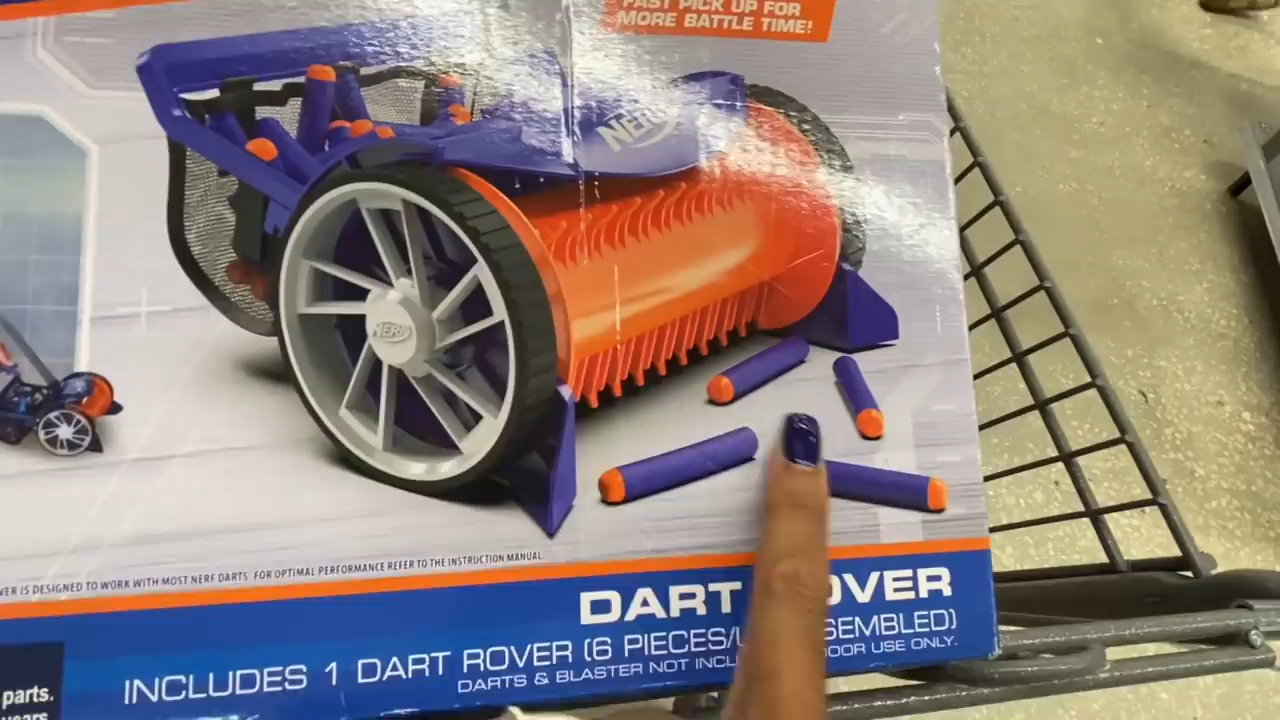 FAST PICK UP FOR
MORE BATTLE TIME!
NERF
NERF
VER IS DESIGNED TO WORK WITH MOST NERF DARTS. FOR OPTIMAL PERFORMANCE REFER TO THE INSTRUCTION MANUAL.
DART OVER
INCLUDES 1 DART ROVER (6 PIECES/U SEMBLED)
DARTS & BLASTER NOT INCLU OOR USE ONLY.
parts.
years